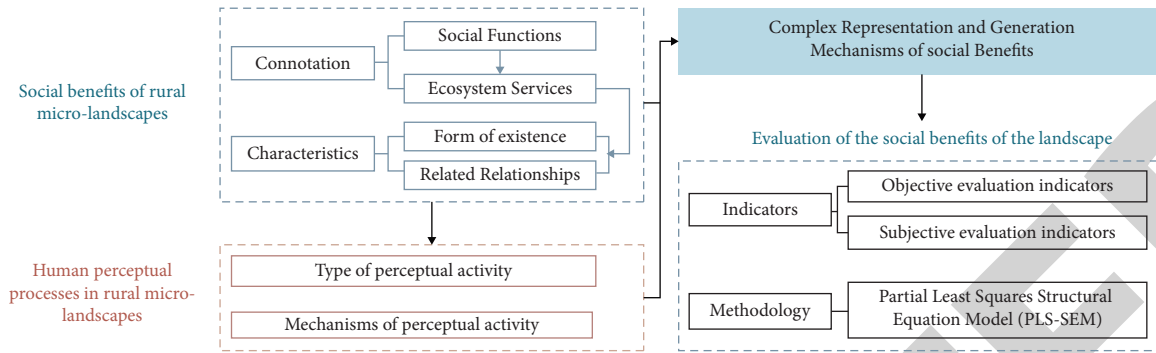 Social benefits of rural
micro-landscapes
Connotation
Social Functions
Ecosystem Services
Characteristics
Form of existence
Related Relationships
Human perceptual
processes in rural micro-
landscapes
Type of perceptual activity
Mechanisms of perceptual activity
Complex Representation and Generation
Mechanisms of social Benefits
Evaluation of the social benefits of the landscape
Indicators
Objective evaluation indicators
Subjective evaluation indicators
Methodology
Partial Least Squares Structural
Equation Model (PLS-SEM)